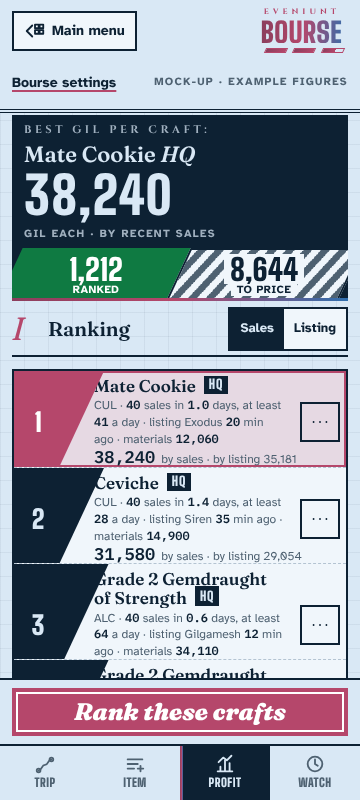 Main menu
EVENIUNT
BOURSE
Bourse settings
MOCK-UP · EXAMPLE FIGURES
BEST GIL PER CRAFT:
Mate Cookie HQ
38,240
GIL EACH · BY RECENT SALES
1,212
RANKED
8,644
TO PRICE
I Ranking
Sales Listing
1
Mate Cookie HQ
CUL · 40 sales in 1.0 days, at least
41 a day · listing Exodus 20 min
ago · materials 12,060
38,240 by sales · by listing 35,181
...
2
Ceviche HQ
CUL · 40 sales in 1.4 days, at least
28 a day · listing Siren 35 min ago ·
materials 14,900
31,580 by sales · by listing 29,054
...
3
Grade 2 Gemdraught
of Strength HQ
ALC · 40 sales in 0.6 days, at least
64 a day · listing Gilgamesh 12 min
ago · materials 34,110
...
Grade 2 Gemdraught
Rank these crafts
TRIP
ITEM
PROFIT
WATCH